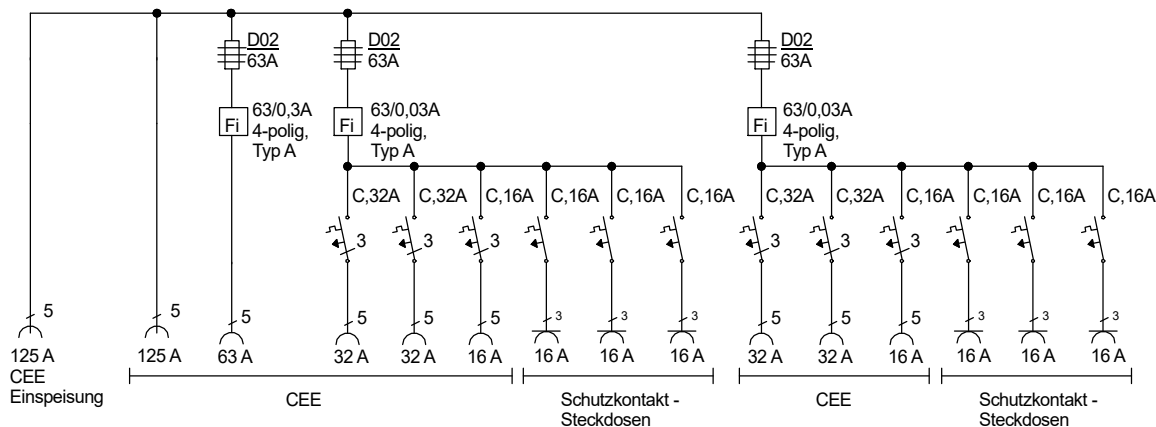 D02
63A
D02
63A
D02
63A
Fi
63/0,3A
4-polig,
Typ A
Fi
63/0,03A
4-polig,
Typ A
Fi
63/0,03A
4-polig,
Typ A
C,32A
C,32A
C,16A
C,16A
C,16A
C,16A
C,32A
C,32A
C,16A
C,16A
C,16A
C,16A
3
3
3
3
3
3
5
5
5
5
5
5
3
3
3
5
5
5
3
3
3
125 A
125 A
63 A
32 A
32 A
16 A
16 A
16 A
16 A
32 A
32 A
16 A
16 A
16 A
16 A
CEE
Einspeisung
CEE
Schutzkontakt -
Steckdosen
CEE
Schutzkontakt -
Steckdosen